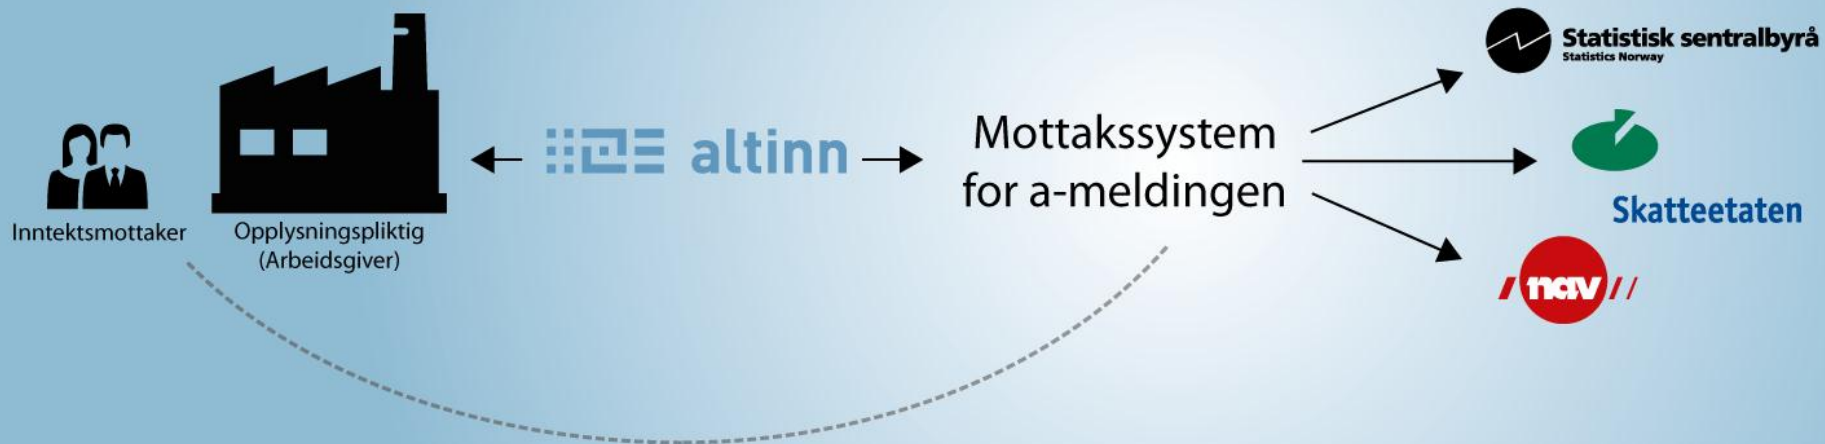 Inntektsmottaker
Opplysningspliktig
(Arbeidsgiver)
altinn
Mottakssystem
for a-meldingen
Statistisk sentralbyrå
Statistics Norway
Skatteetaten
nav